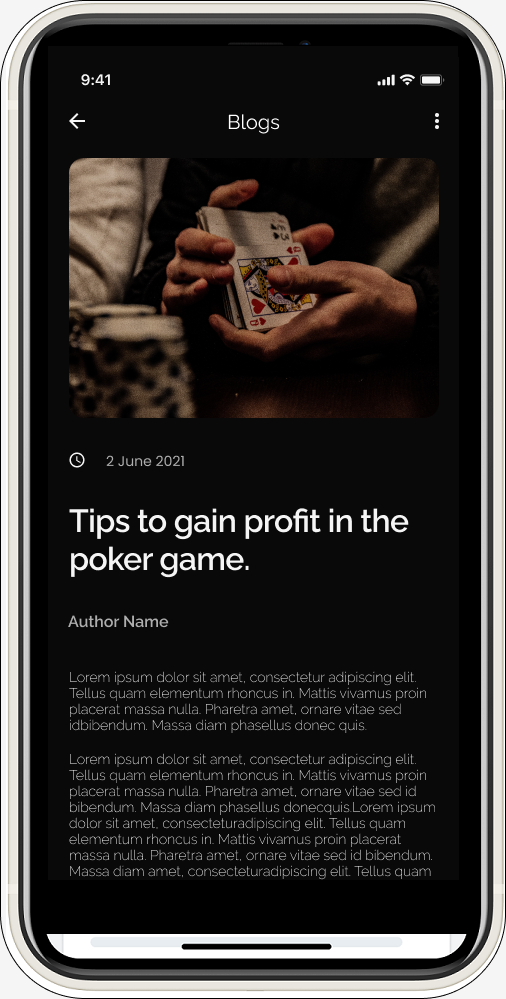 9:41
Blogs
2 June 2021
Tips to gain profit in the
poker game.
Author Name
Lorem ipsum dolor sit amet, consectetur adipiscing elit.
Tellus quam elementum rhoncus in. Mattis vivamus proin
placerat massa nulla. Pharetra amet, ornare vitae sed
idbibendum. Massa diam phasellus donec quis.
Lorem ipsum dolor sit amet, consectetur adipiscing elit.
Tellus quam elementum rhoncus in. Mattis vivamus proin
placerat massa nulla. Pharetra amet, ornare vitae sed id
bibendum. Massa diam phasellus donecquis.Lorem ipsum
dolor sit amet, consecteturadipiscing elit. Tellus quam
elementum rhoncus in. Mattis vivamus proin placerat
massa nulla. Pharetra amet, ornare vitae sed id bibendum.
Massa diam amet, consecteturadipiscing elit. Tellus quam